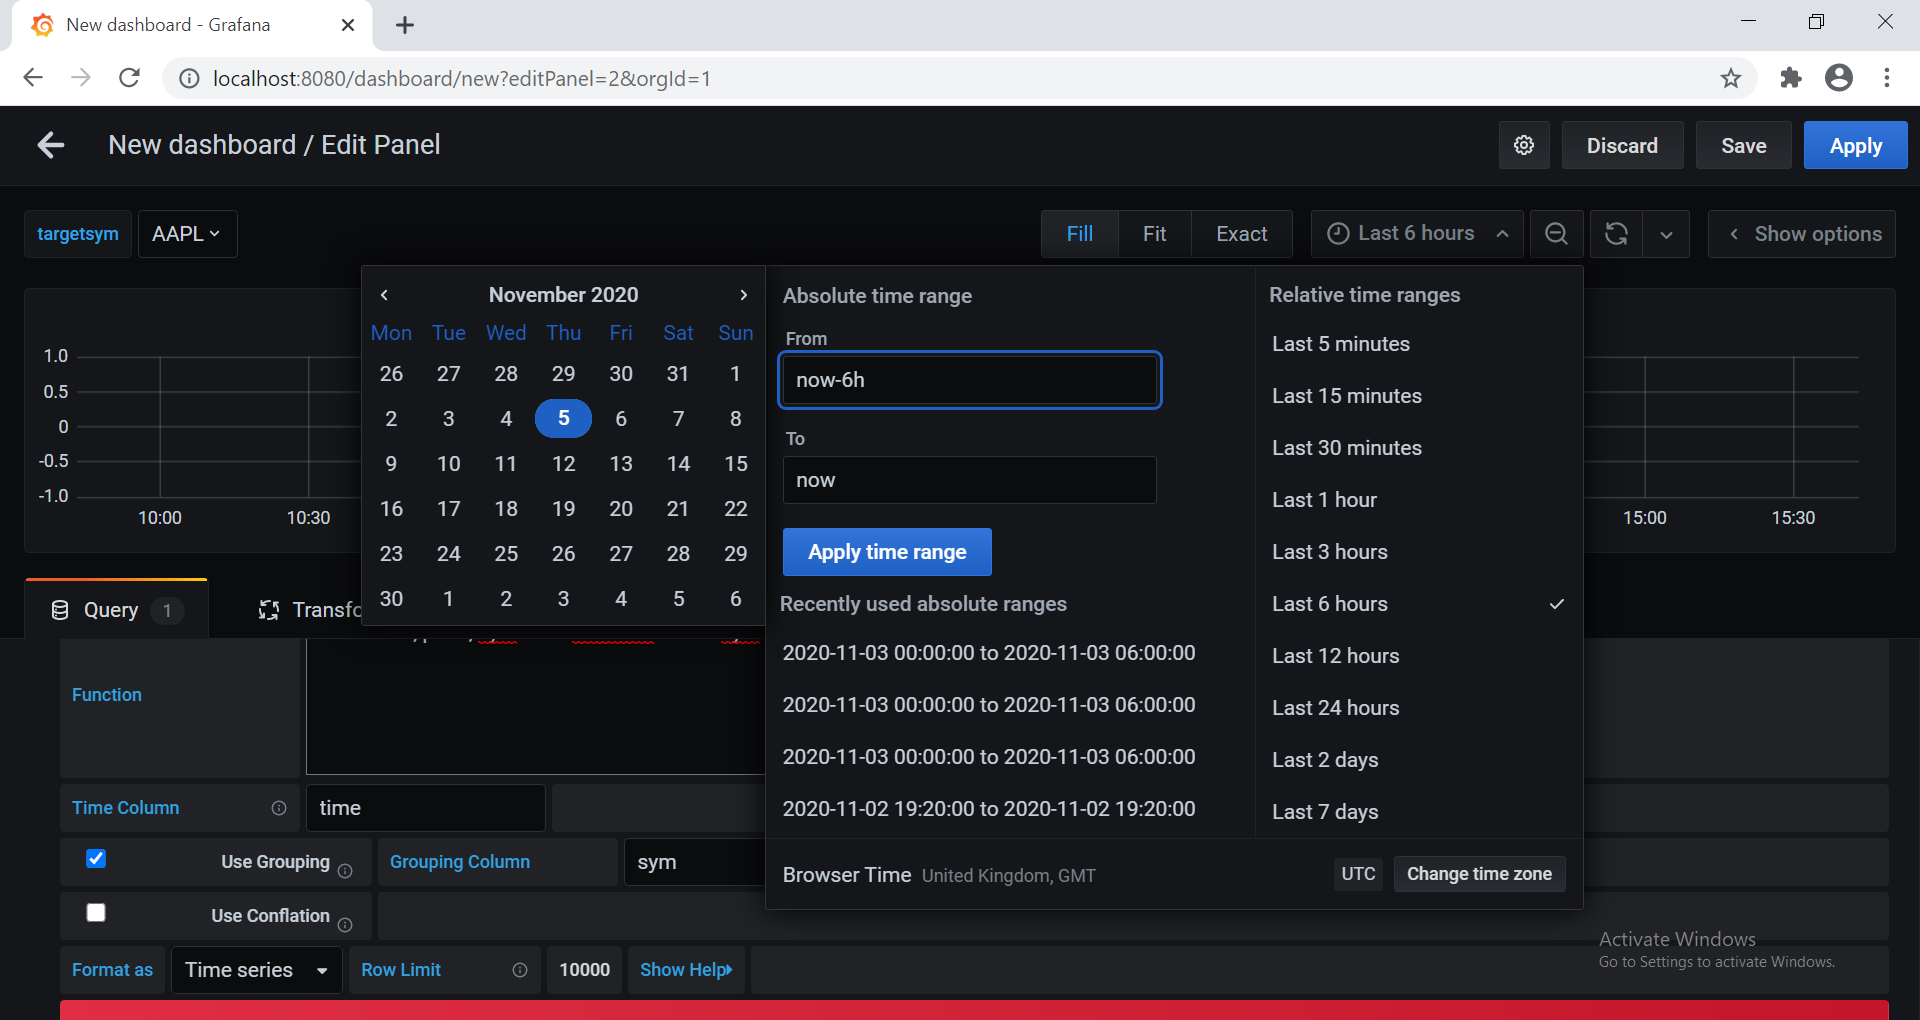 New dashboard - Grafana
localhost:8080/dashboard/new?editPanel=2&orgId=1
New dashboard / Edit Panel
Discard
Save
Apply
targetsym
AAPL
Fill
Fit
Exact
Last 6 hours
Show options
1.0
0.5
0
-0.5
-1.0
10:00
10:30
15:00
15:30
November 2020
Mon Tue Wed Thu Fri Sat Sun
26 27 28 29 30 31 1
2 3 4 5 6 7 8
9 10 11 12 13 14 15
16 17 18 19 20 21 22
23 24 25 26 27 28 29
30 1 2 3 4 5 6
Absolute time range
From
now-6h
To
now
Apply time range
Recently used absolute ranges
2020-11-03 00:00:00 to 2020-11-03 06:00:00
2020-11-03 00:00:00 to 2020-11-03 06:00:00
2020-11-03 00:00:00 to 2020-11-03 06:00:00
2020-11-02 19:20:00 to 2020-11-02 19:20:00
Relative time ranges
Last 5 minutes
Last 15 minutes
Last 30 minutes
Last 1 hour
Last 3 hours
Last 6 hours
Last 12 hours
Last 24 hours
Last 2 days
Last 7 days
Browser Time United Kingdom, GMT
UTC
Change time zone
Query 1
Transfo
Function
Time Column
time
Use Grouping
Grouping Column
sym
Use Conflation
Format as
Time series
Row Limit
10000
Show Help
Activate Windows
Go to Settings to activate Windows.